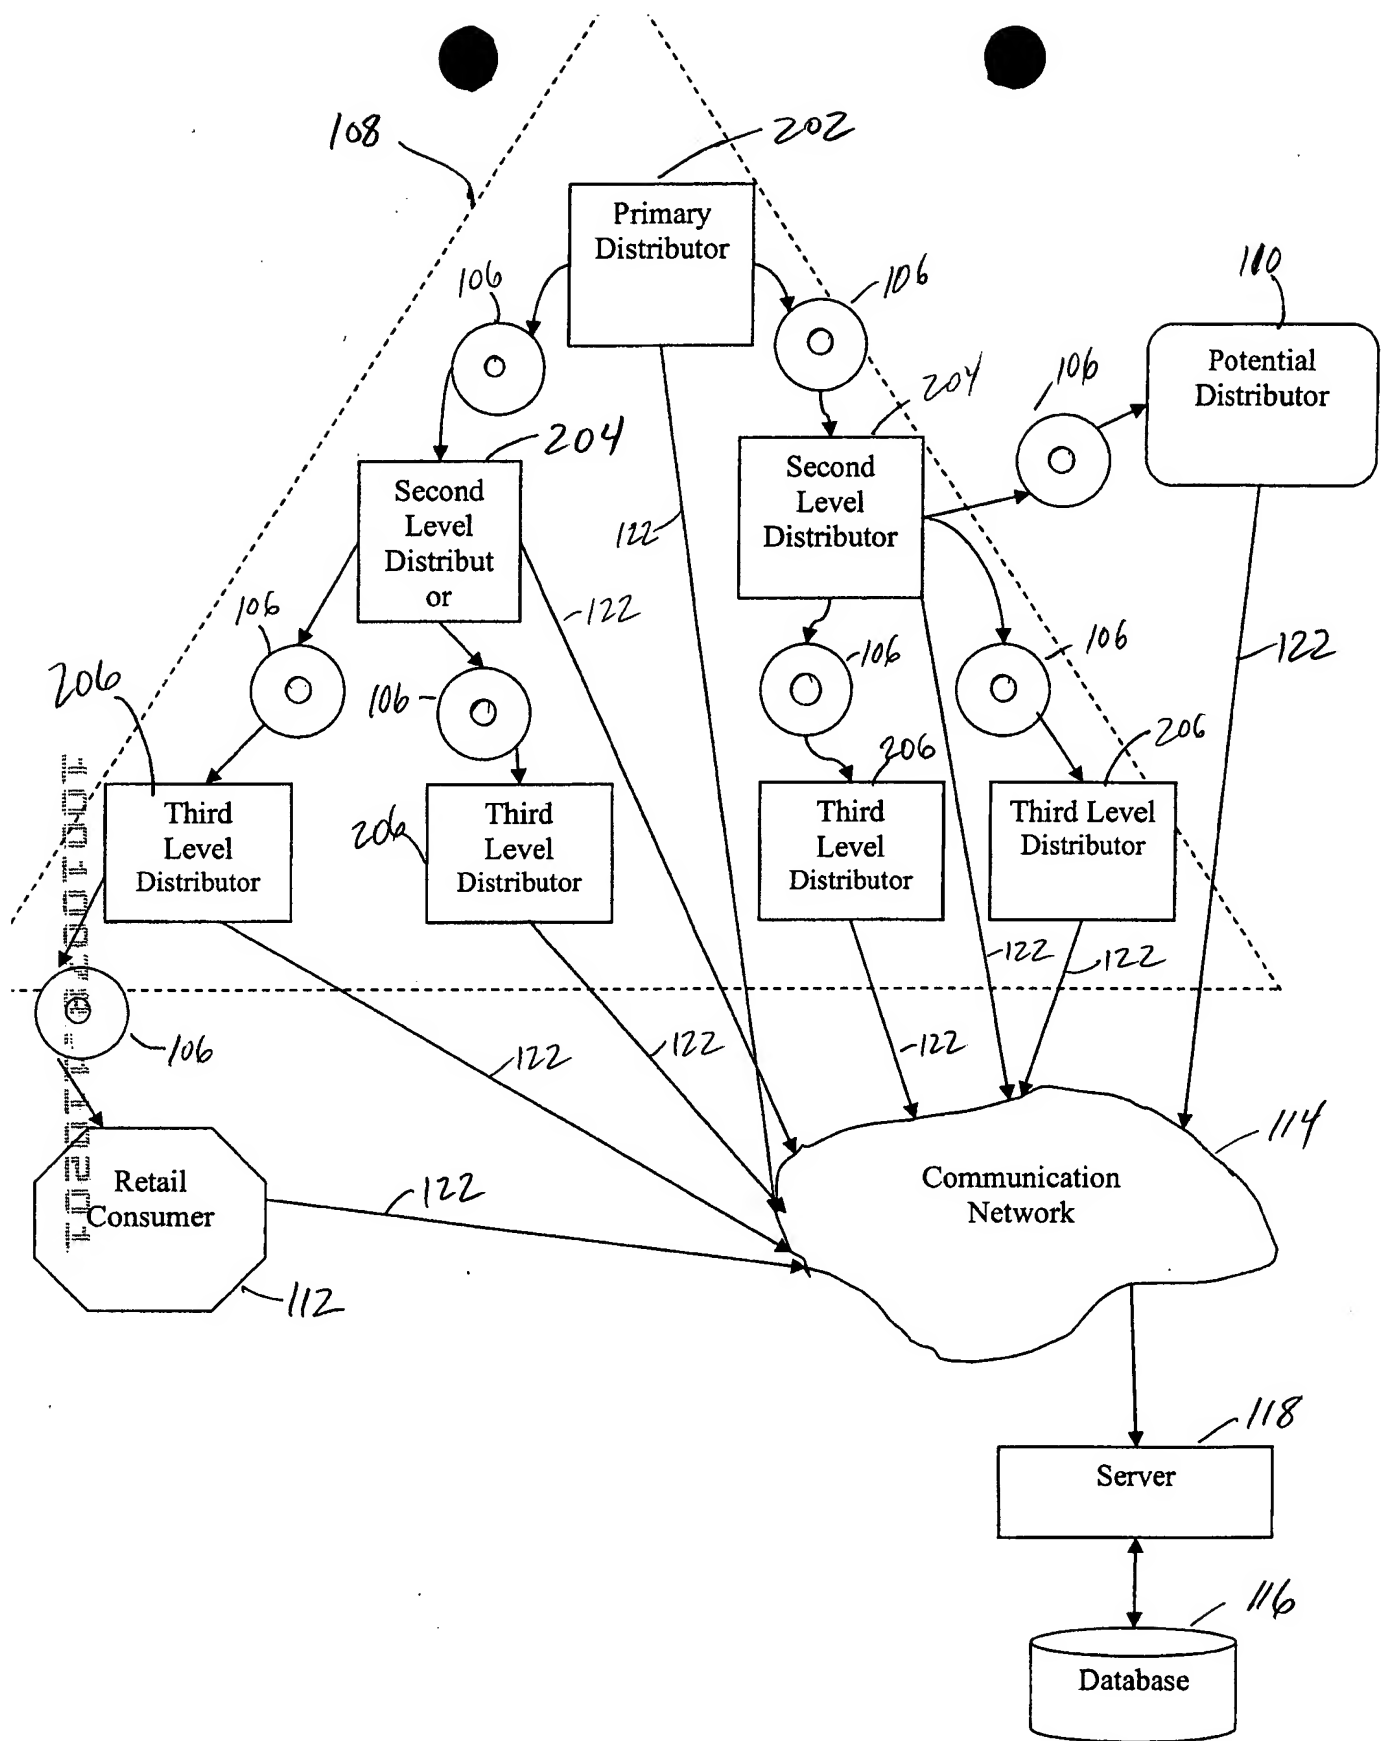 108
202
Primary
Distributor
110
106
106
Potential
Distributor
204
106
204
Second
Level
Distributor
Second
Level
Distribut
or
122
122
106
106
106
122
206
106
206
206
Third
Level
Distributor
206
Third
Level
Distributor
Third
Level
Distributor
Third Level
Distributor
122
122
106
122
122
122
114
Communication
Network
Retail
Consumer
122
112
118
Server
116
Database